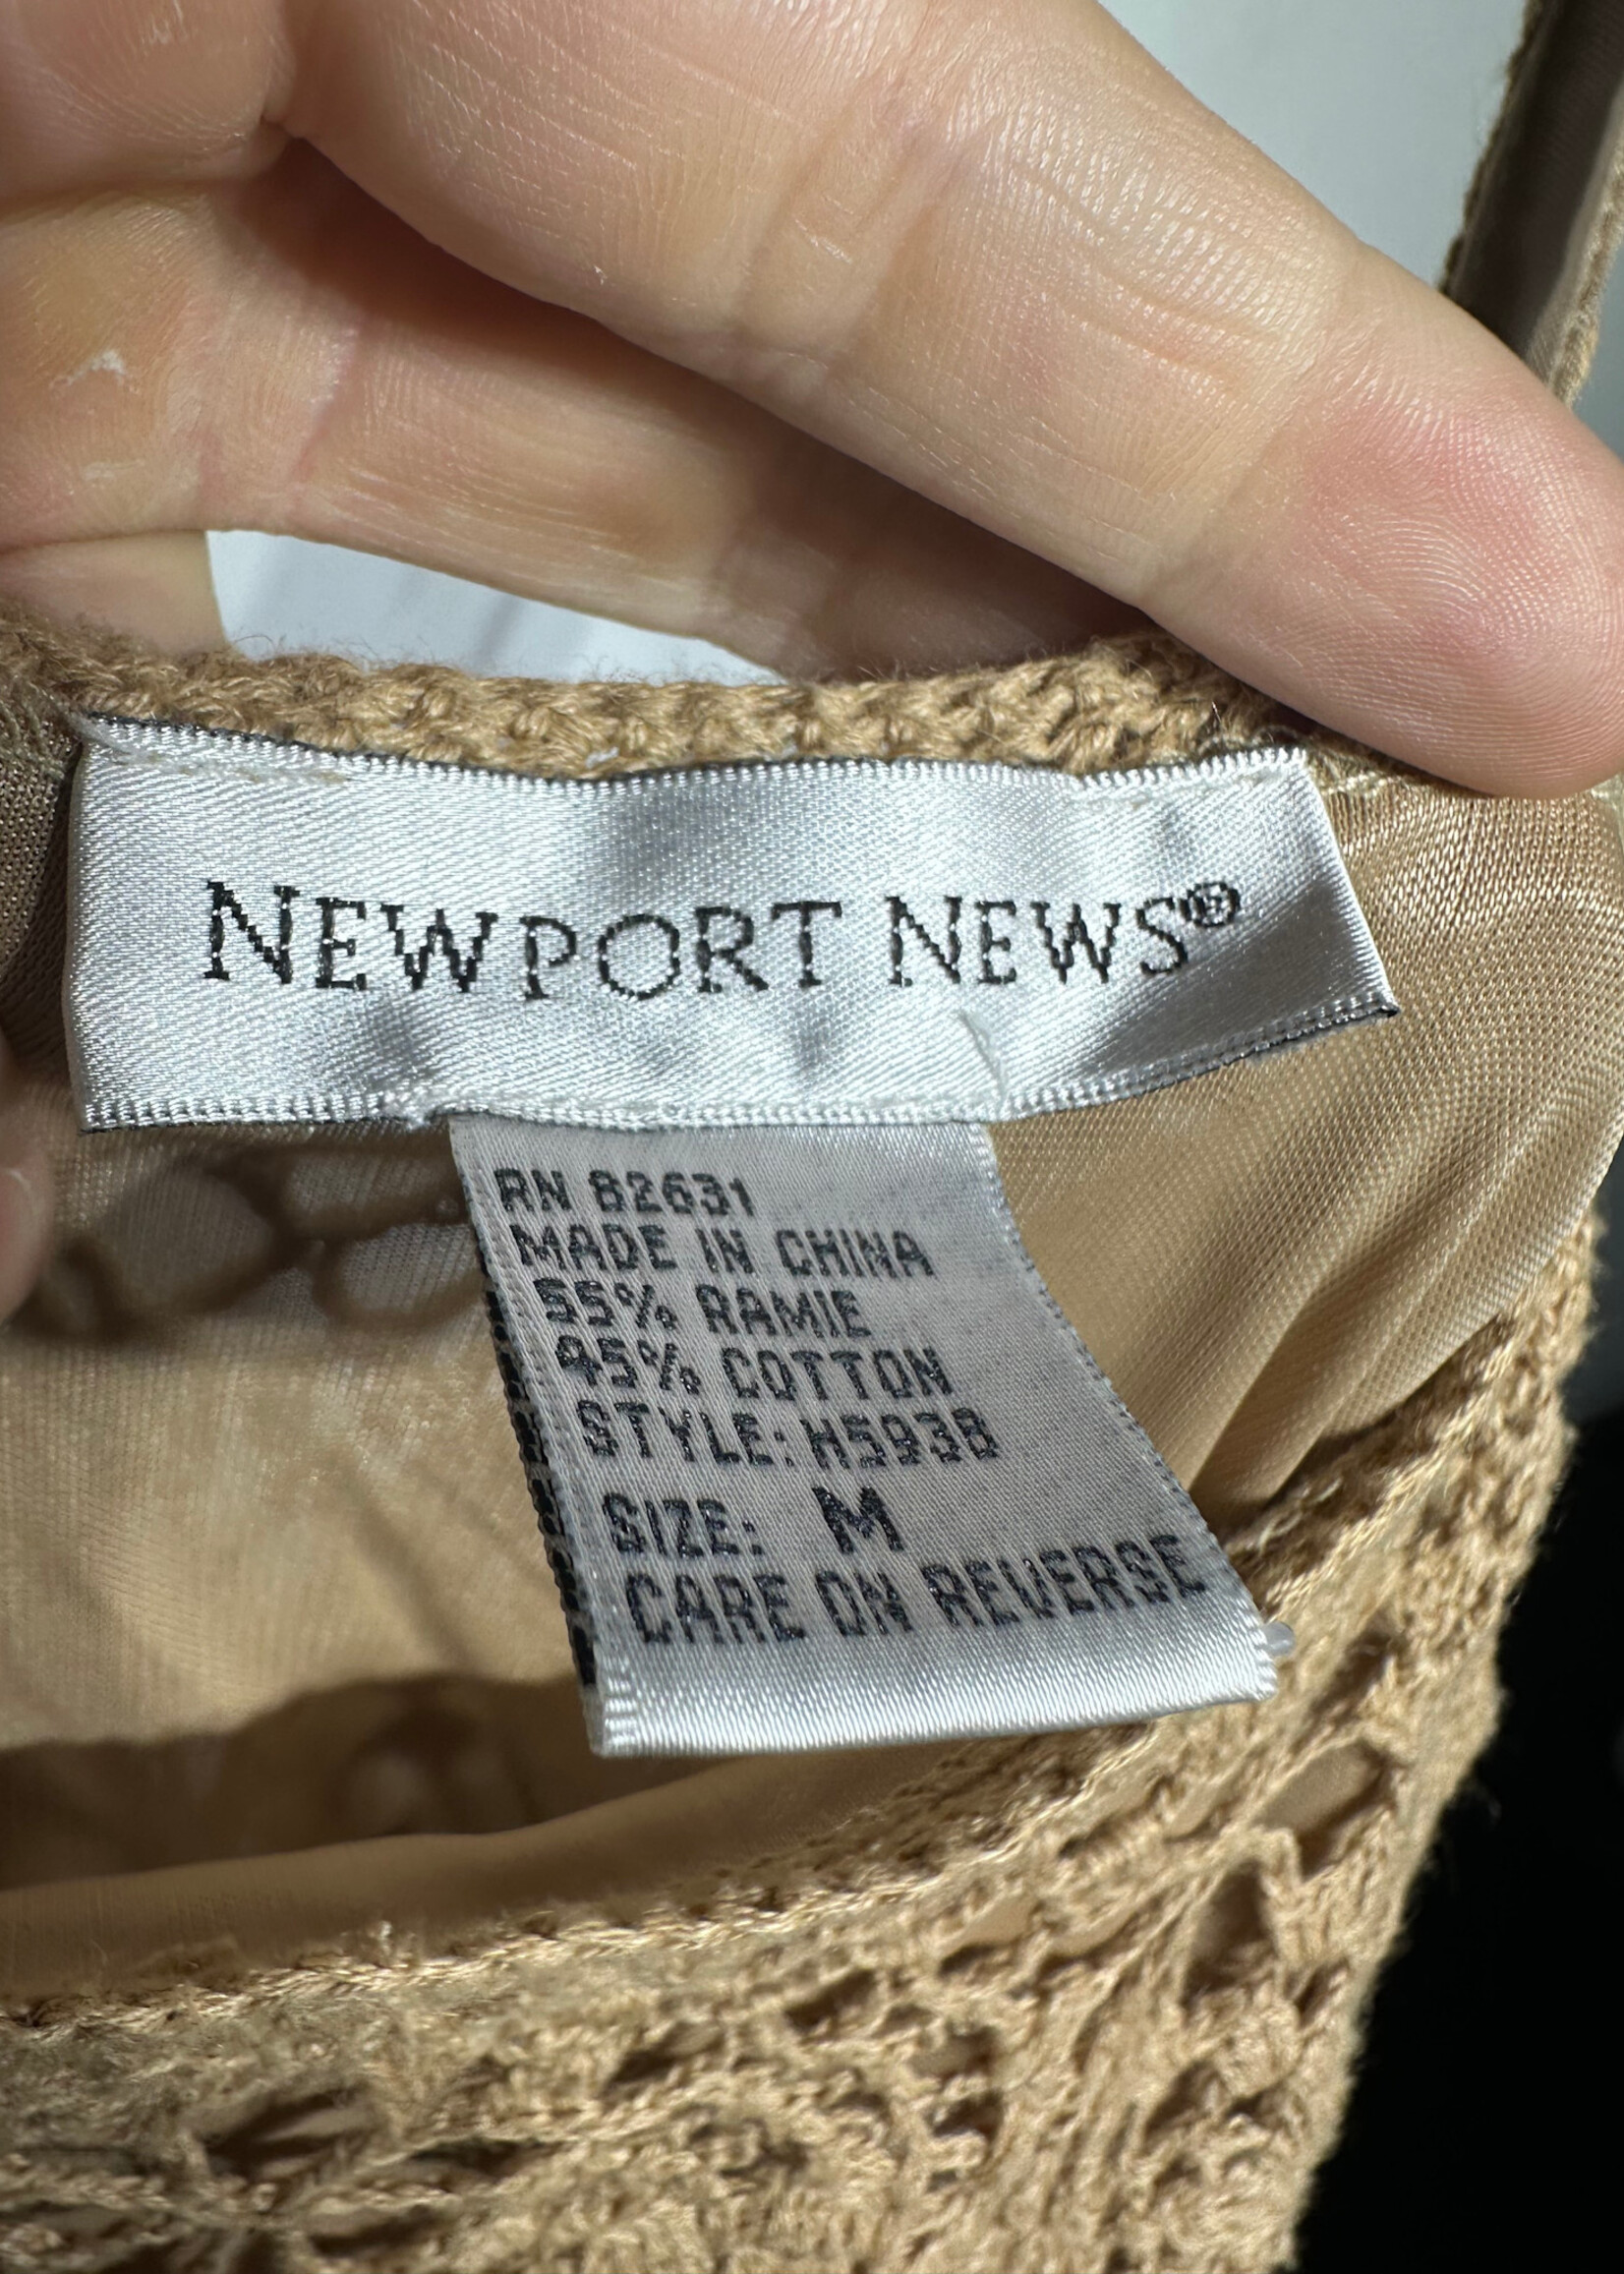 NEWPORT NEWS®
RN 82631
MADE IN CHINA
55% RAMIE
45% COTTON
STYLE: H5938
SIZE: M
CARE ON REVERSE